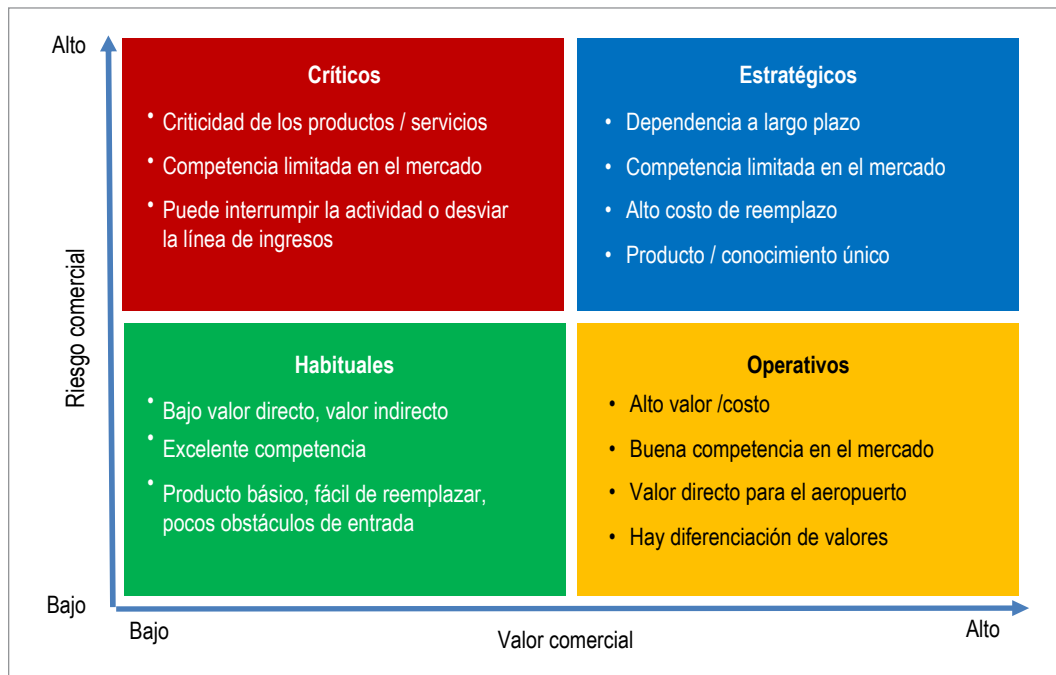 Alto
Críticos
• Criticidad de los productos / servicios
• Competencia limitada en el mercado
• Puede interrumpir la actividad o desviar
la línea de ingresos
Estratégicos
• Dependencia a largo plazo
• Competencia limitada en el mercado
• Alto costo de reemplazo
• Producto / conocimiento único
Riesgo comercial
Habituales
• Bajo valor directo, valor indirecto
• Excelente competencia
• Producto básico, fácil de reemplazar,
pocos obstáculos de entrada
Operativos
• Alto valor /costo
• Buena competencia en el mercado
• Valor directo para el aeropuerto
• Hay diferenciación de valores
Bajo
Bajo
Valor comercial
Alto